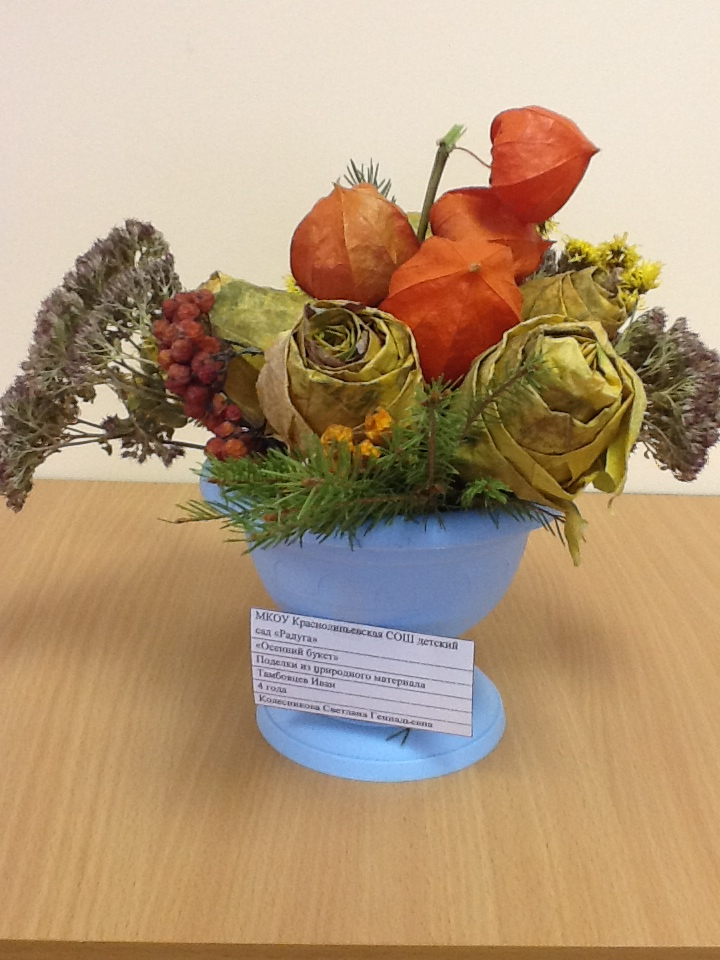 МКОУ Краснолипьевская СОШ детский
сад «Радуга»
«Осенний букет»
Поделки из природного материала
Тамбовцев Иван
4 года
Колесникова Светлана Геннадьевна